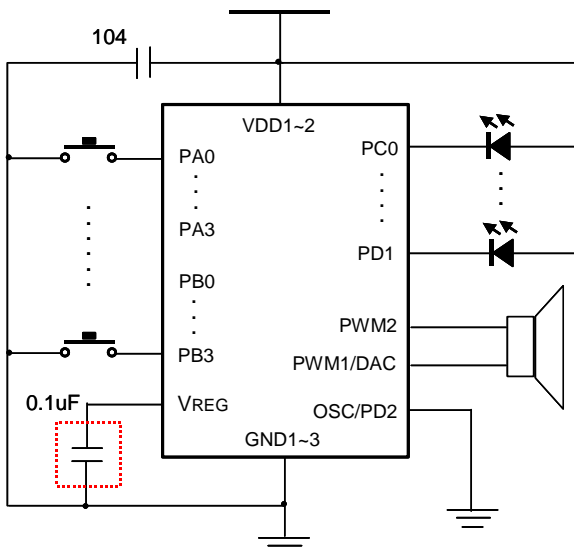 104
VDD1~2
PA0
PC0
PA3
PD1
PB0
PWM2
PB3
PWM1/DAC
0.1uF
VREG
OSC/PD2
GND1~3